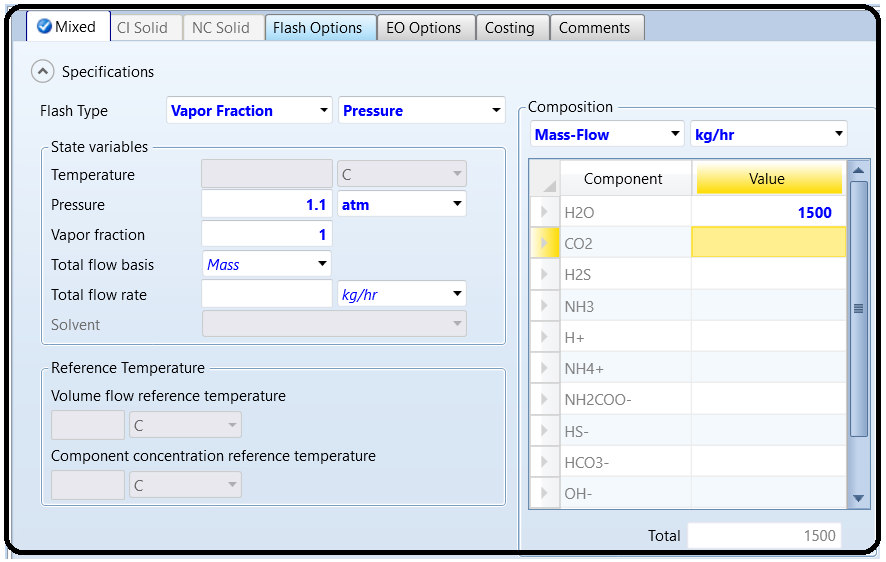 Mixed CI Solid NC Solid Flash Options EO Options Costing Comments
Specifications
Flash Type Vapor Fraction Pressure
State variables
Temperature C
Pressure 1.1 atm
Vapor fraction 1
Total flow basis Mass
Total flow rate kg/hr
Solvent
Reference Temperature
Volume flow reference temperature
C
Component concentration reference temperature
C
Composition
Mass-Flow kg/hr
Component Value
H2O 1500
CO2
H2S
NH3
H+
NH4+
NH2COO-
HS-
HCO3-
OH-
Total 1500